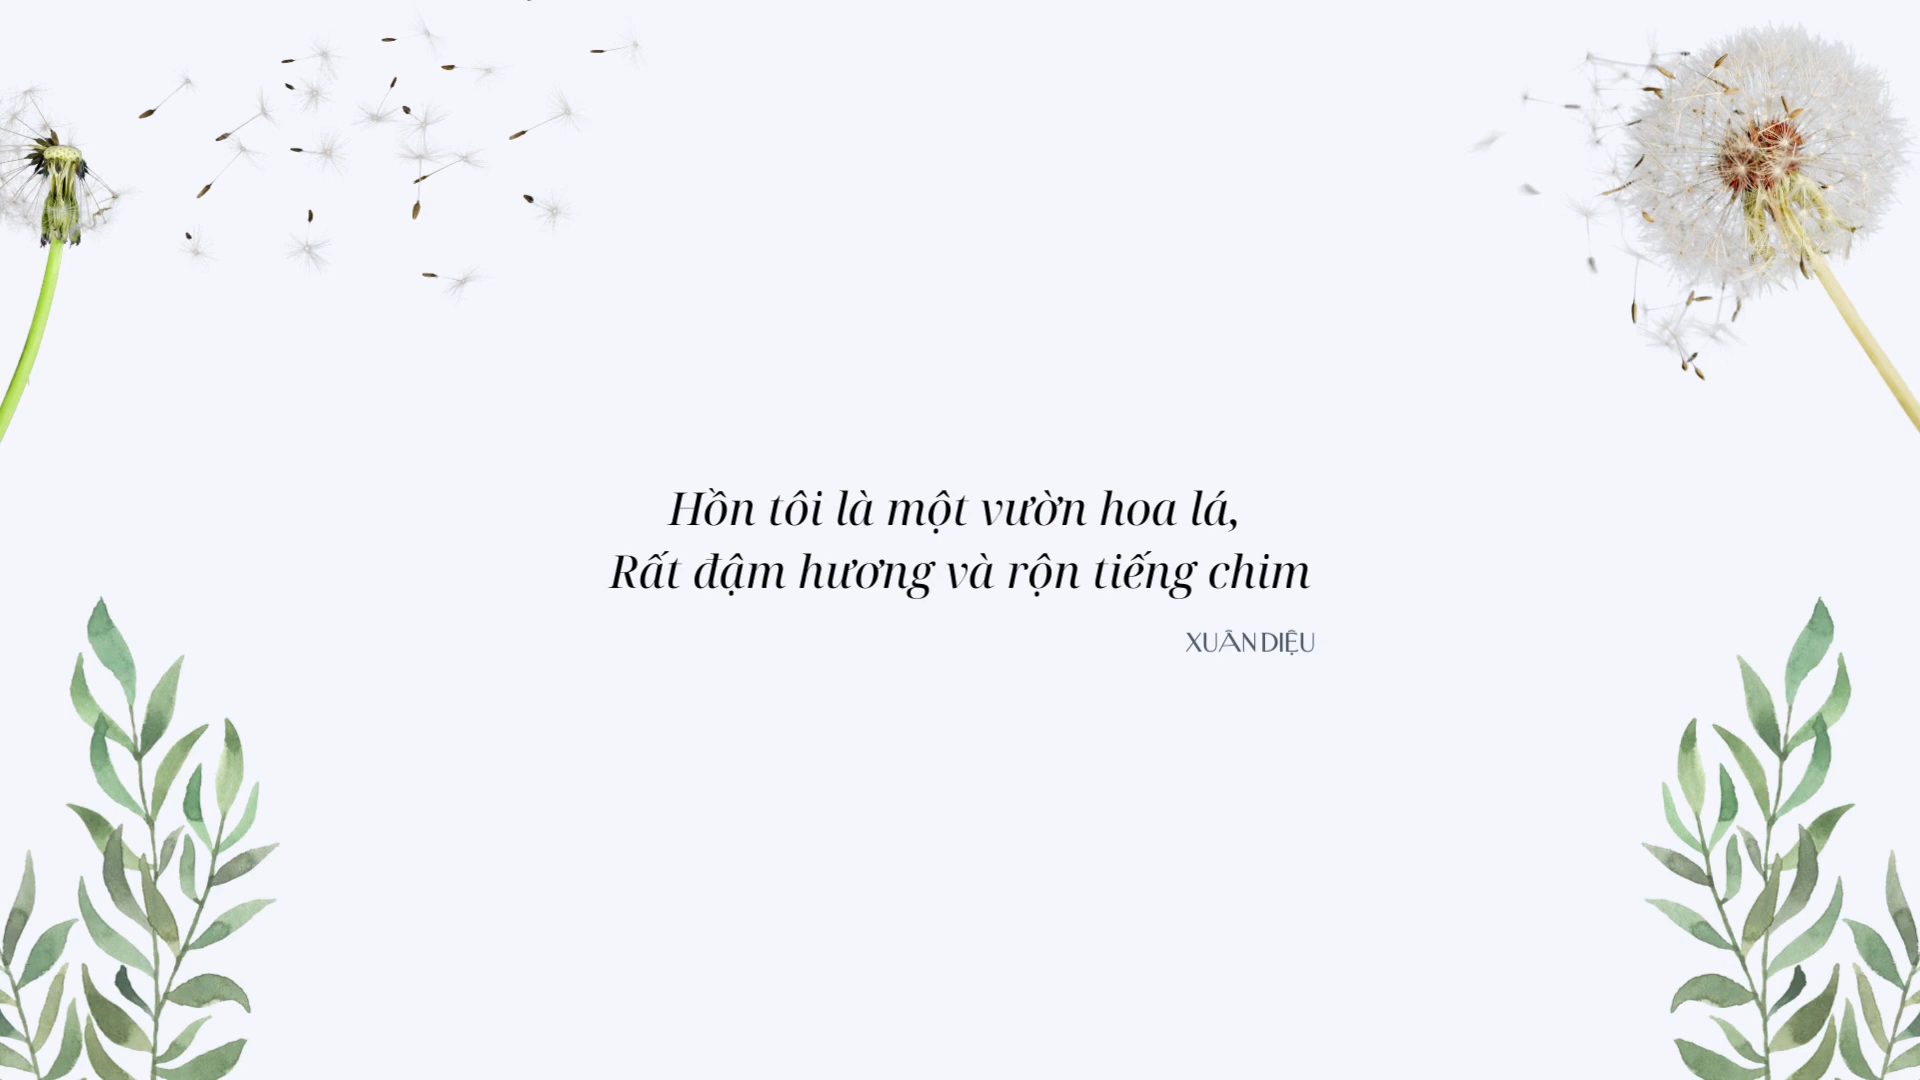 Hồn tôi là một vườn hoa lá,
Rất đậm hương và rộn tiếng chim
XUÂN DIỆU